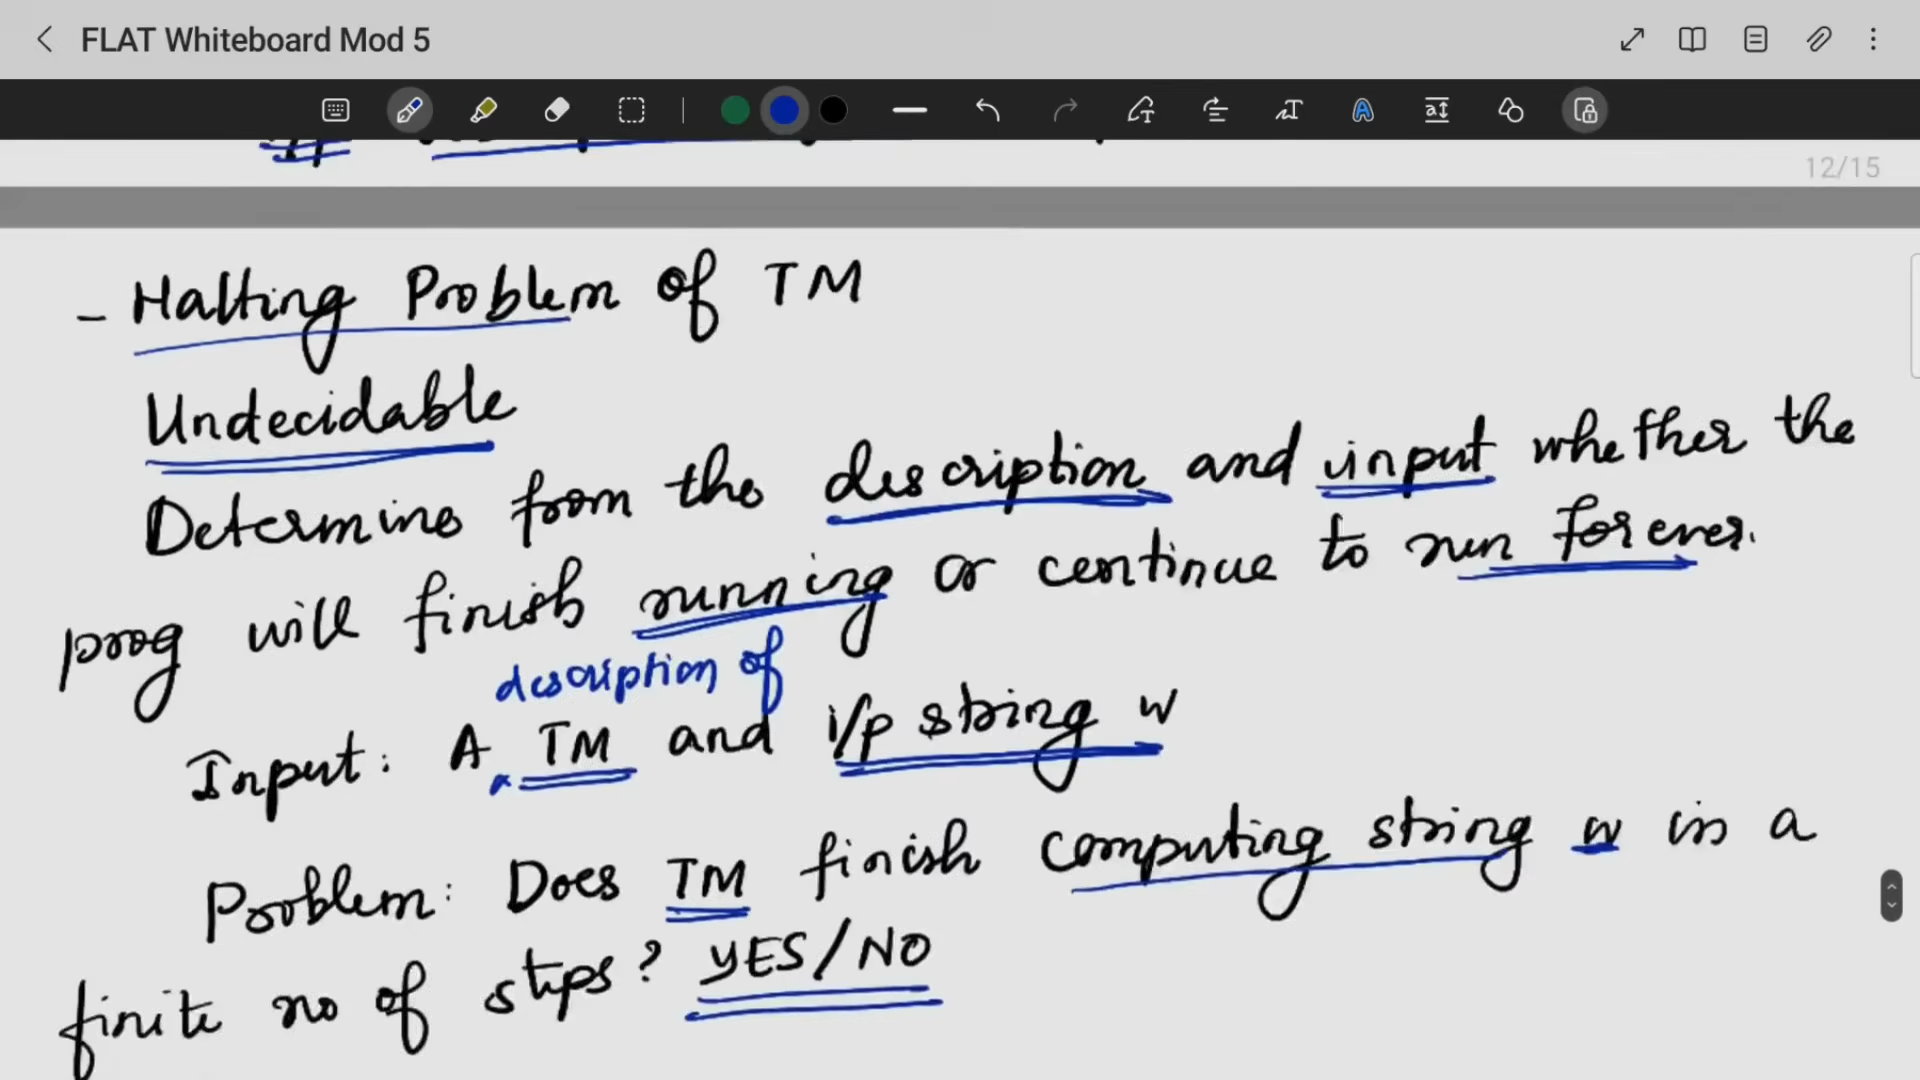 FLAT Whiteboard Mod 5
12/15
- Halting Problem of TM
Undecidable
Determine from the description and input whether the
prog will finish running or continue to run forever.
description of
Input: A TM and i/p string w
Problem: Does TM finish computing string w in a
finite no of steps? YES/NO